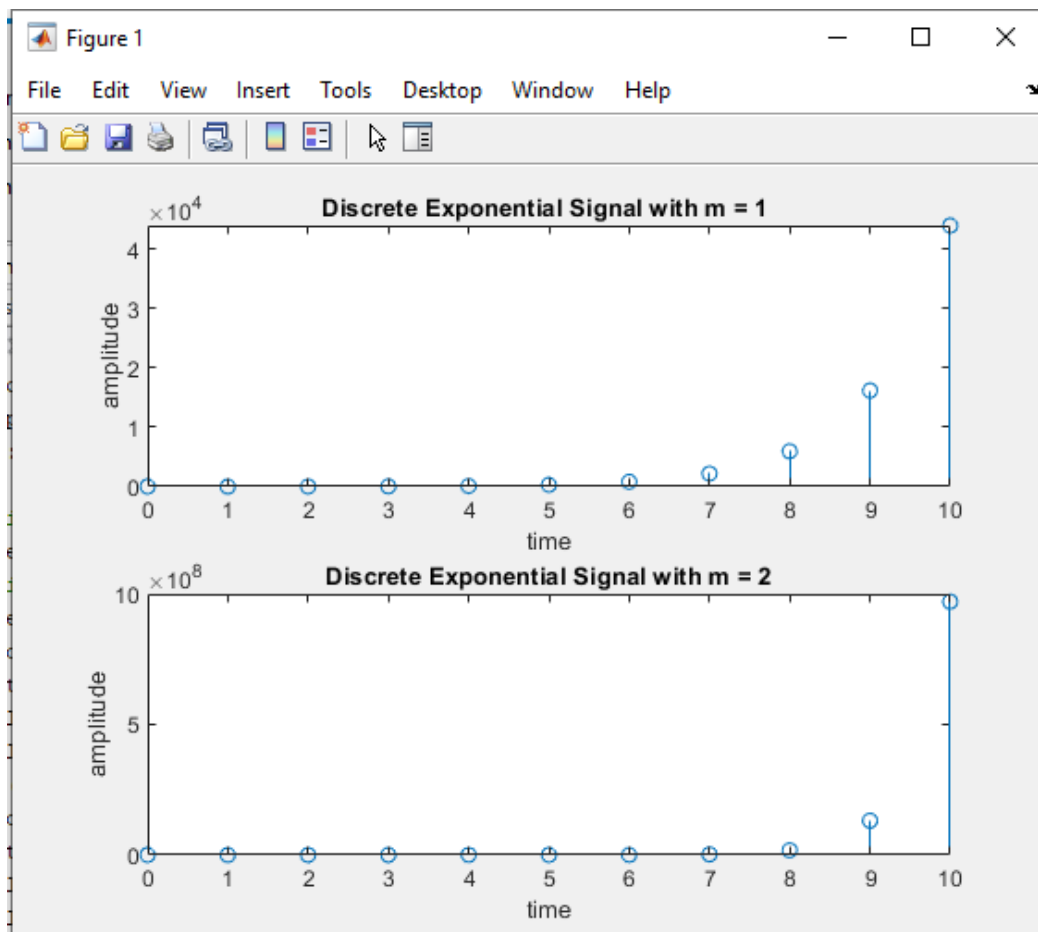 Figure 1
File Edit View Insert Tools Desktop Window Help
×10^4
Discrete Exponential Signal with m = 1
4
3
2
1
0
amplitude
0 1 2 3 4 5 6 7 8 9 10
time
×10^8
Discrete Exponential Signal with m = 2
10
5
0
amplitude
0 1 2 3 4 5 6 7 8 9 10
time